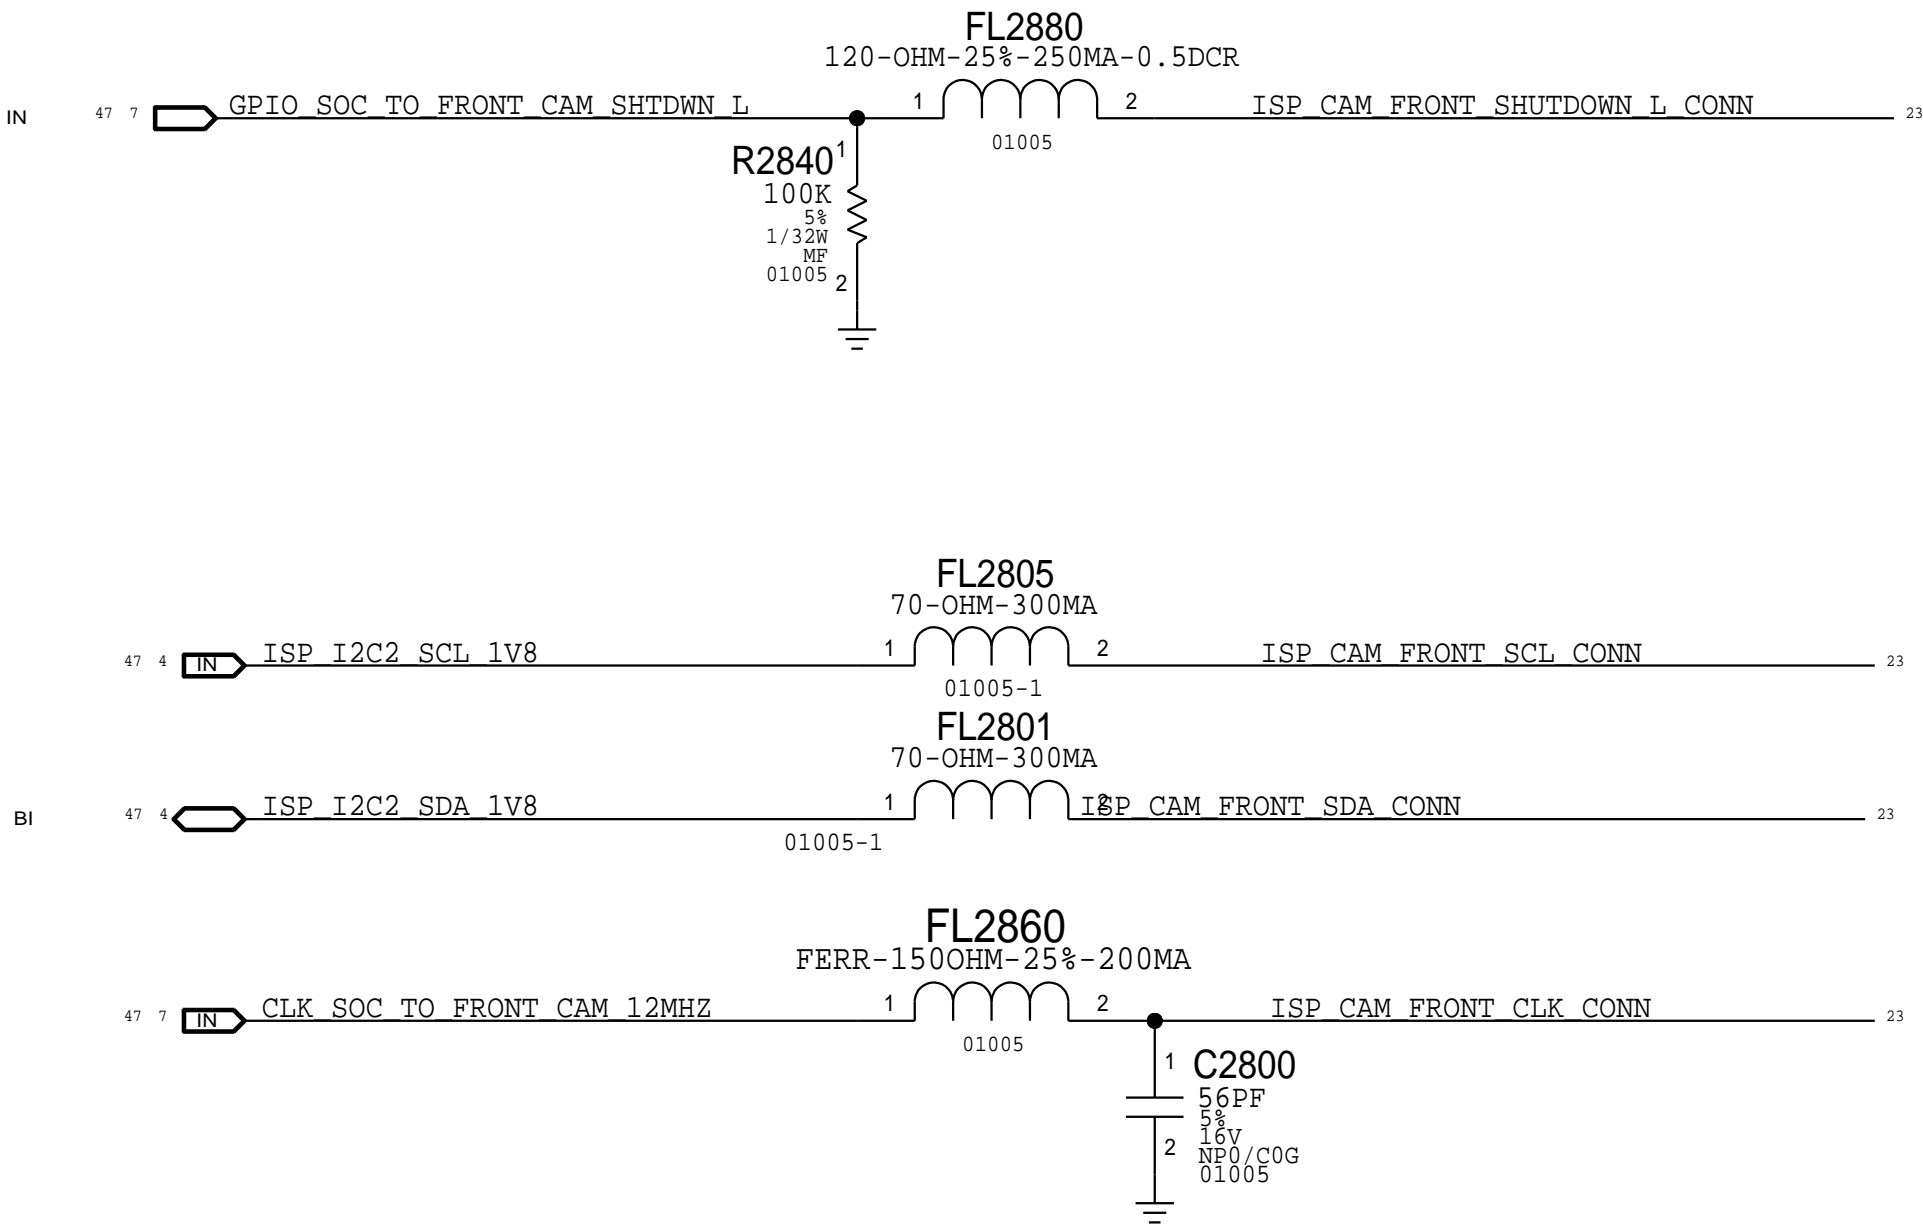 FL2880
120-OHM-25%-250MA-0.5DCR
IN 47 7 GPIO_SOC_TO_FRONT_CAM_SHTDWN_L 1 2 ISP_CAM_FRONT_SHUTDOWN_L_CONN 23
01005
R2840 1
100K
5%
1/32W
MF
01005 2
FL2805
70-OHM-300MA
47 4 IN ISP_I2C2_SCL_1V8 1 2 ISP_CAM_FRONT_SCL_CONN 23
01005-1
FL2801
70-OHM-300MA
BI 47 4 ISP_I2C2_SDA_1V8 1 2 ISP_CAM_FRONT_SDA_CONN 23
01005-1
FL2860
FERR-150OHM-25%-200MA
47 7 IN CLK_SOC_TO_FRONT_CAM_12MHZ 1 2 ISP_CAM_FRONT_CLK_CONN 23
01005
1 C2800
56PF
5%
16V
2 NP0/C0G
01005